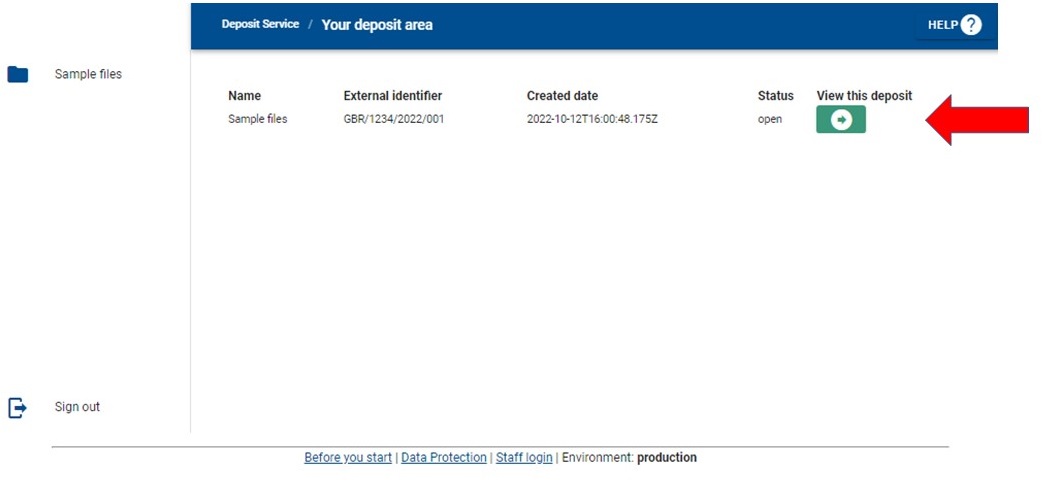 Deposit Service / Your deposit area HELP ?
Sample files
Name External identifier Created date Status View this deposit
Sample files GBR/1234/2022/001 2022-10-12T16:00:48.175Z open
Sign out
Before you start | Data Protection | Staff login | Environment: production